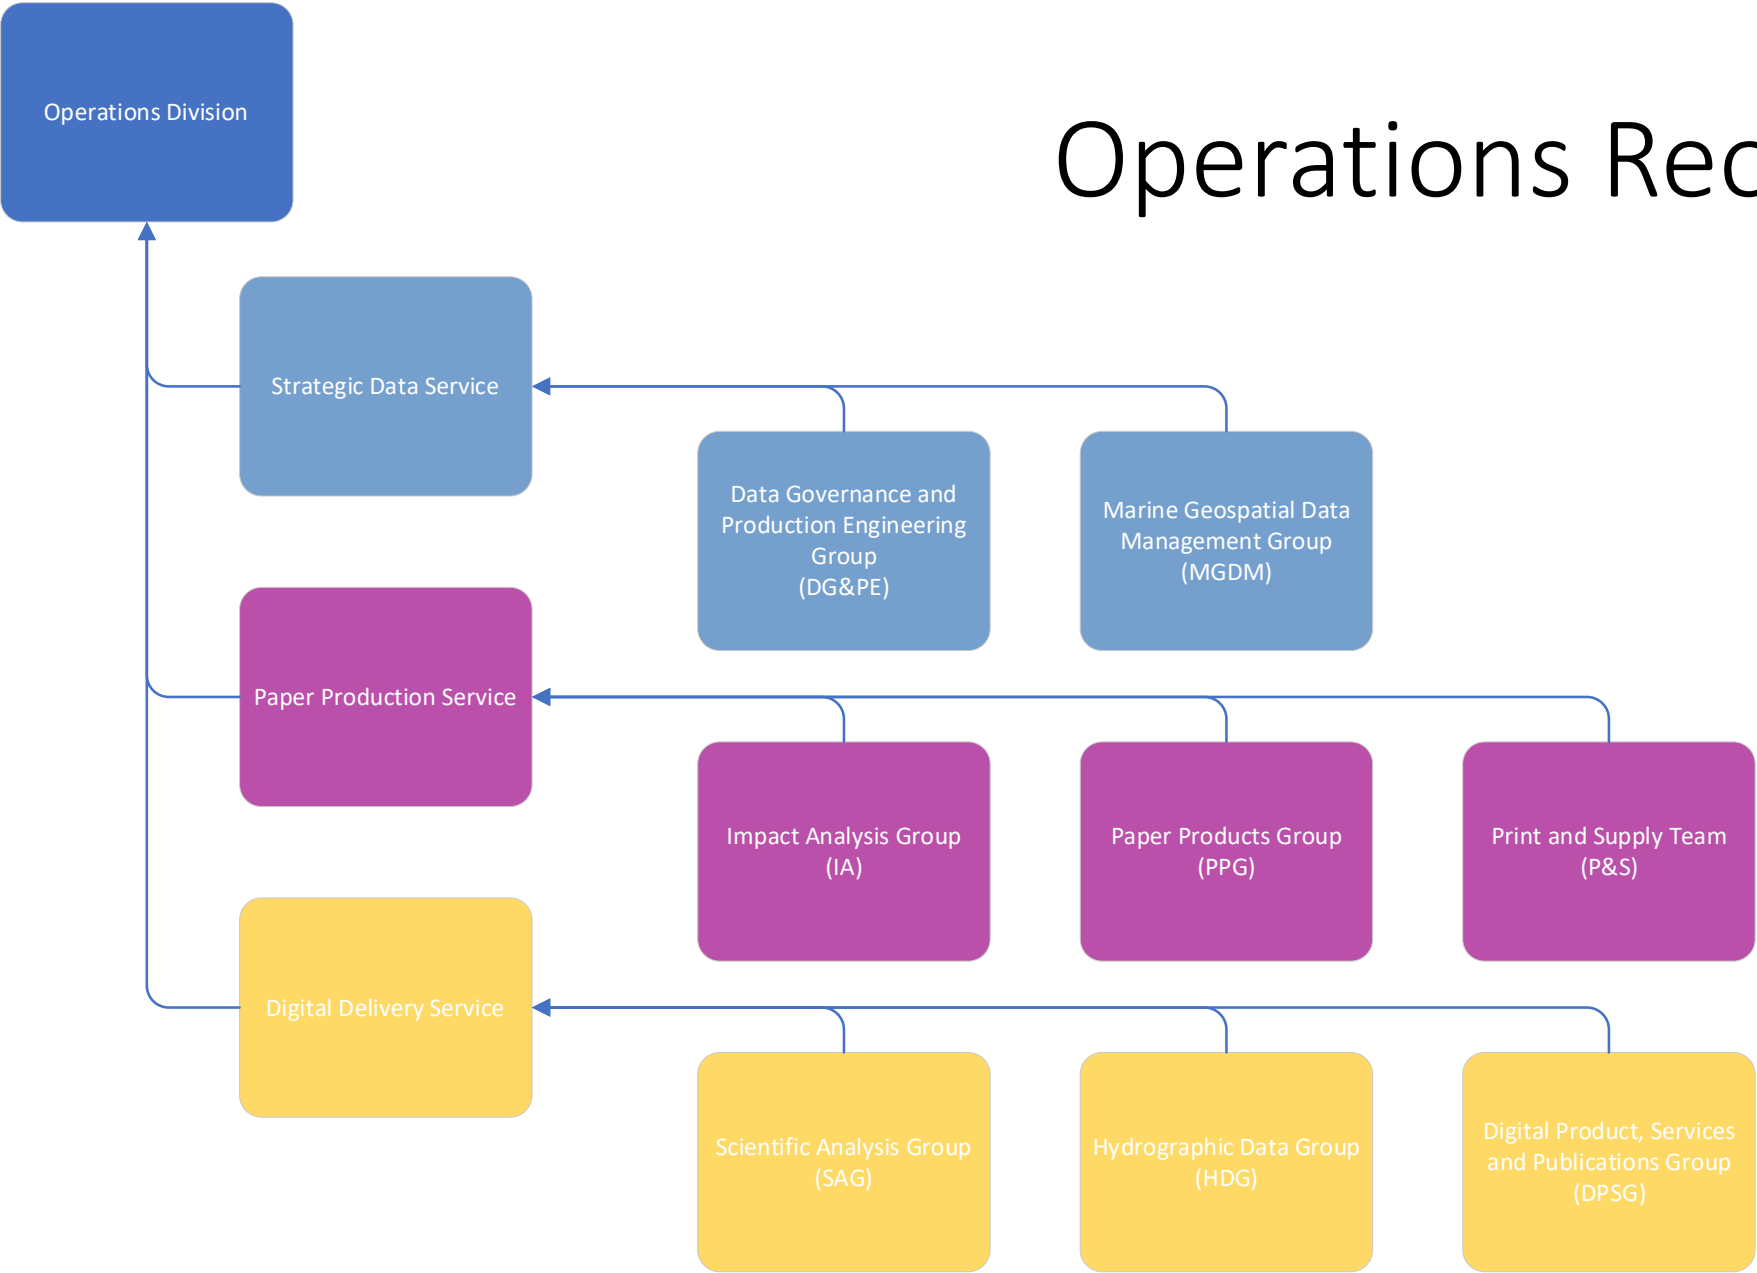 Operations Division
Operations Rec
Strategic Data Service
Data Governance and
Production Engineering
Group
(DG&PE)
Marine Geospatial Data
Management Group
(MGDM)
Paper Production Service
Impact Analysis Group
(IA)
Paper Products Group
(PPG)
Print and Supply Team
(P&S)
Digital Delivery Service
Scientific Analysis Group
(SAG)
Hydrographic Data Group
(HDG)
Digital Product, Services
and Publications Group
(DPSG)